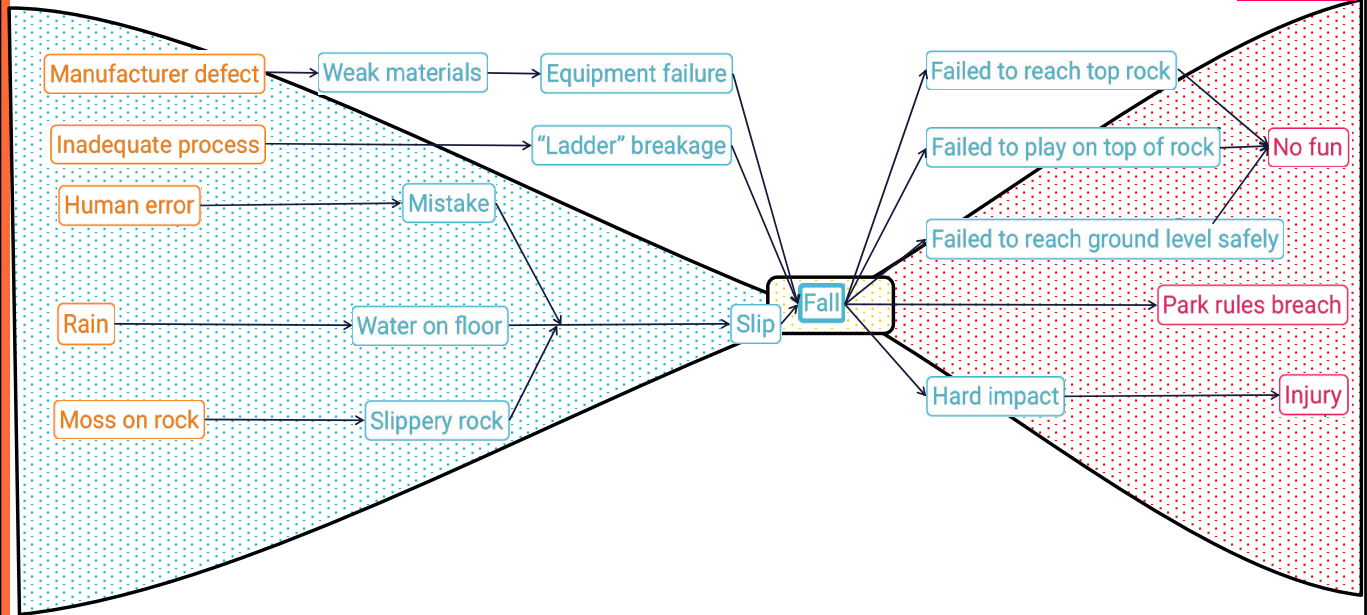 Manufacturer defect
Weak materials
Equipment failure
Failed to reach top rock
Inadequate process
“Ladder” breakage
Failed to play on top of rock
No fun
Human error
Mistake
Failed to reach ground level safely
Rain
Water on floor
Slip
Fall
Park rules breach
Moss on rock
Slippery rock
Hard impact
Injury